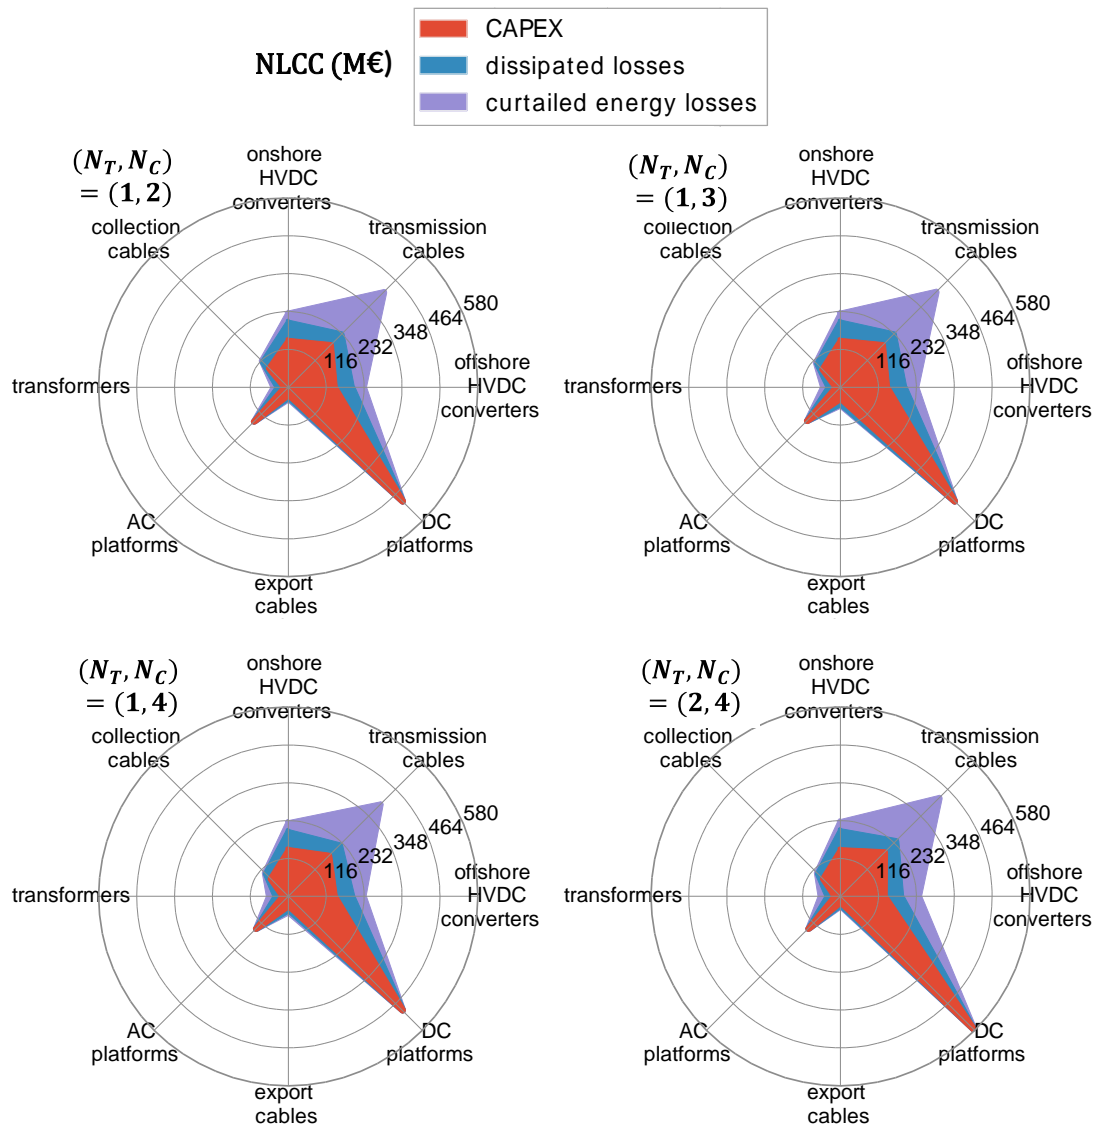 NLCC (M€)
CAPEX
dissipated losses
curtailed energy losses
(N_T, N_C)
= (1, 2)
onshore
HVDC
converters
collection
cables
transmission
cables
580
464
348
232
116
offshore
HVDC
converters
transformers
AC
platforms
DC
platforms
export
cables
(N_T, N_C)
= (1, 3)
onshore
HVDC
converters
collection
cables
transmission
cables
580
464
348
232
116
offshore
HVDC
converters
transformers
AC
platforms
DC
platforms
export
cables
(N_T, N_C)
= (1, 4)
onshore
HVDC
converters
collection
cables
transmission
cables
580
464
348
232
116
offshore
HVDC
converters
transformers
AC
platforms
DC
platforms
export
cables
(N_T, N_C)
= (2, 4)
onshore
HVDC
converters
collection
cables
transmission
cables
580
464
348
232
116
offshore
HVDC
converters
transformers
AC
platforms
DC
platforms
export
cables